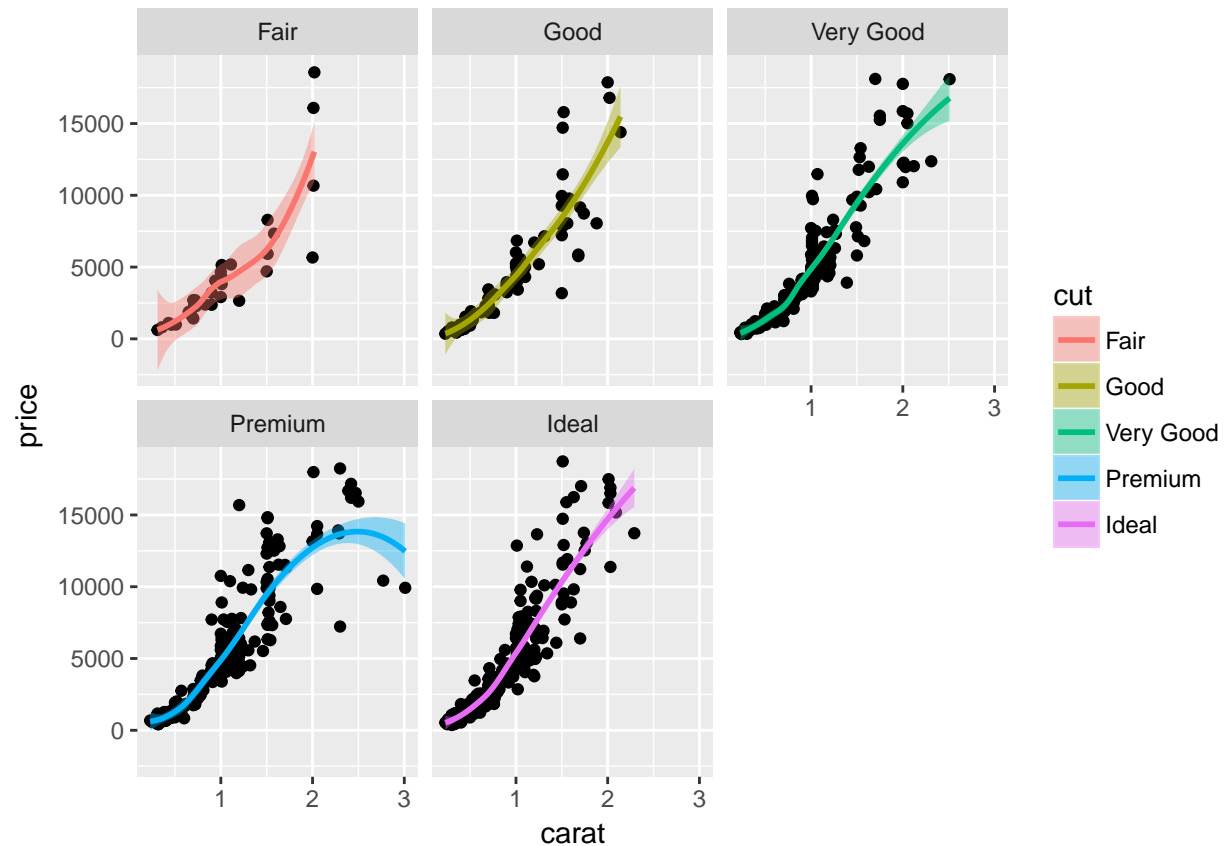 Fair Good Very Good
15000
10000
5000
0
1 2 3
Premium Ideal
15000
10000
5000
0
1 2 3 1 2 3
carat
price
cut
Fair
Good
Very Good
Premium
Ideal